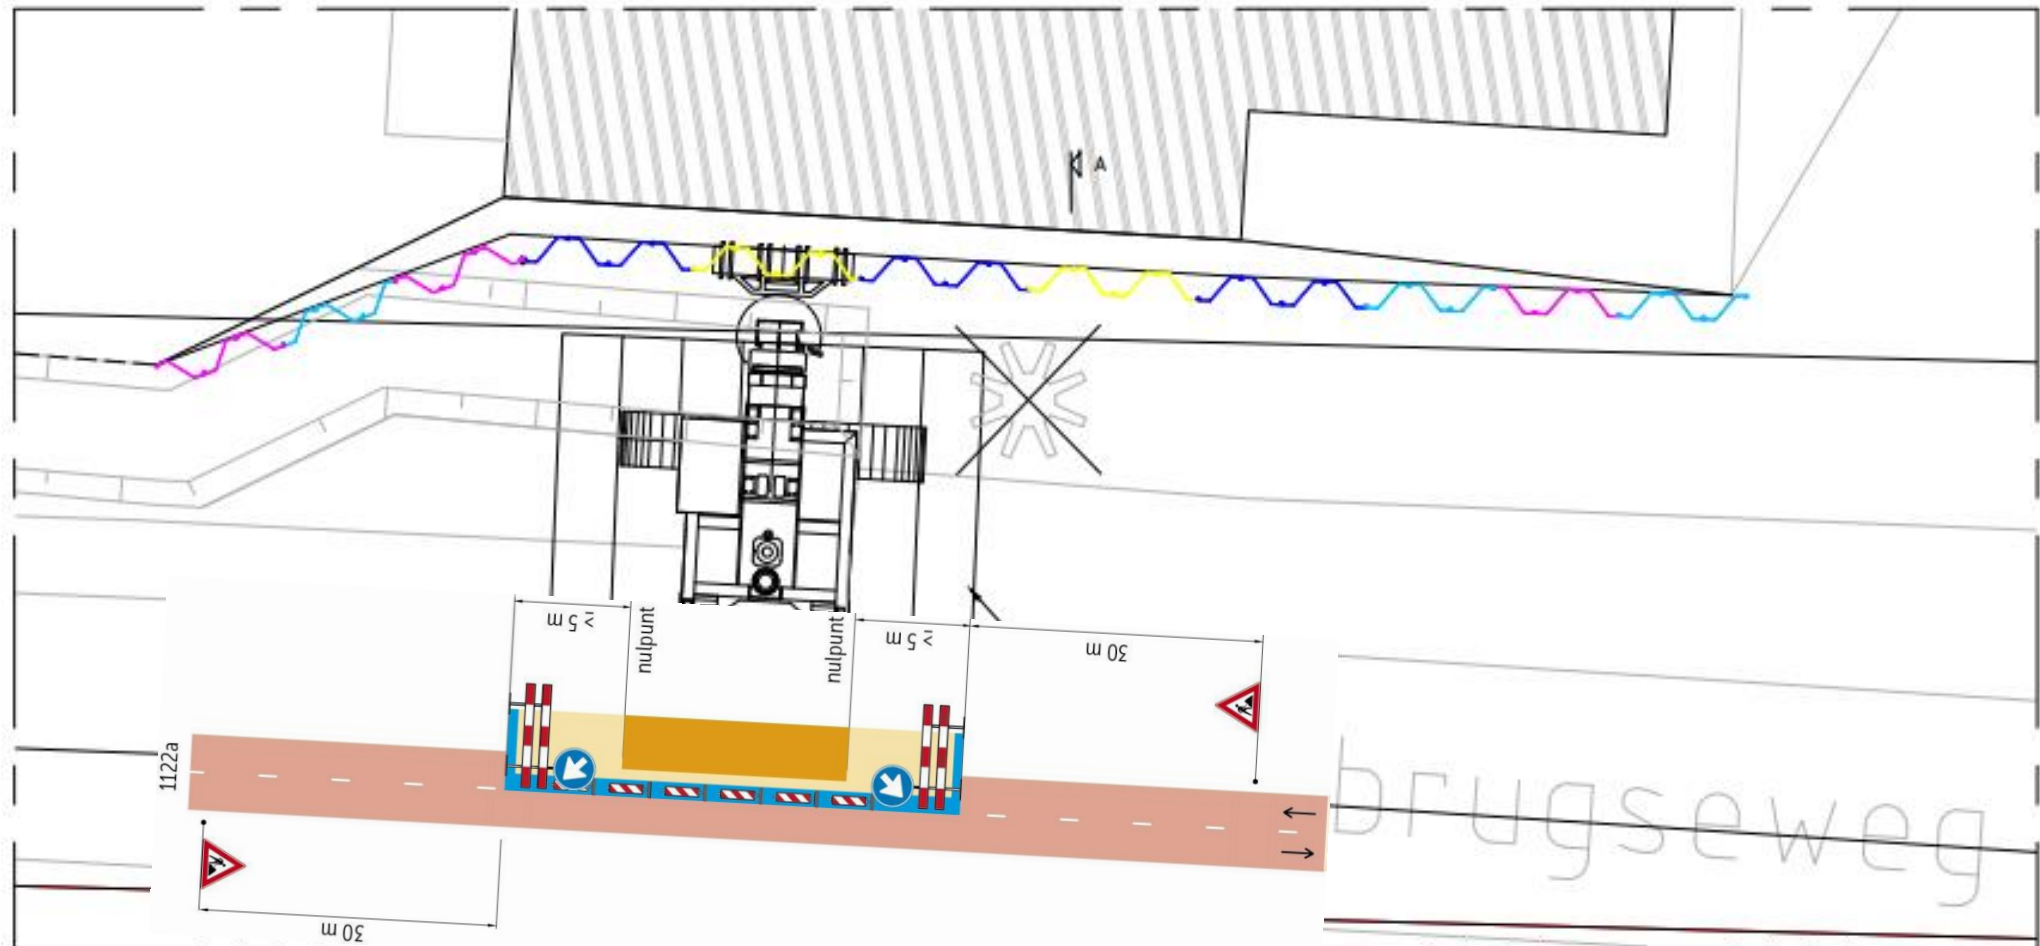 A
≥ 5 m
nulpunt
nulpunt
≥ 5 m
30 m
1122a
brugseweg
30 m